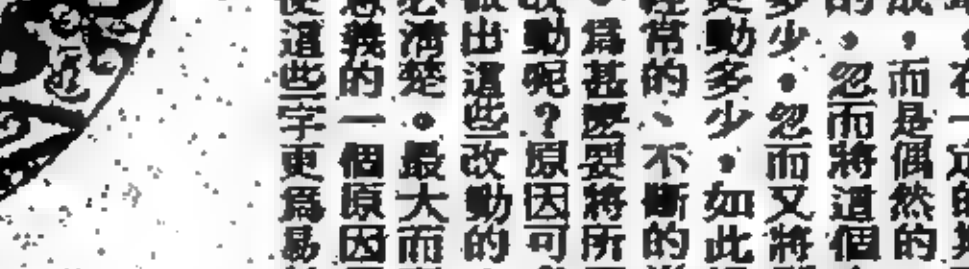 在一定的
成，而是偶然的
的，忽而將這個
多少，忽而又將
更動多少，如此
經常的、不斷的
，爲甚麼要將所
改動呢？原因可
做出這些改動的
必清楚。最大而
意義的一個原因
使這些字更爲易